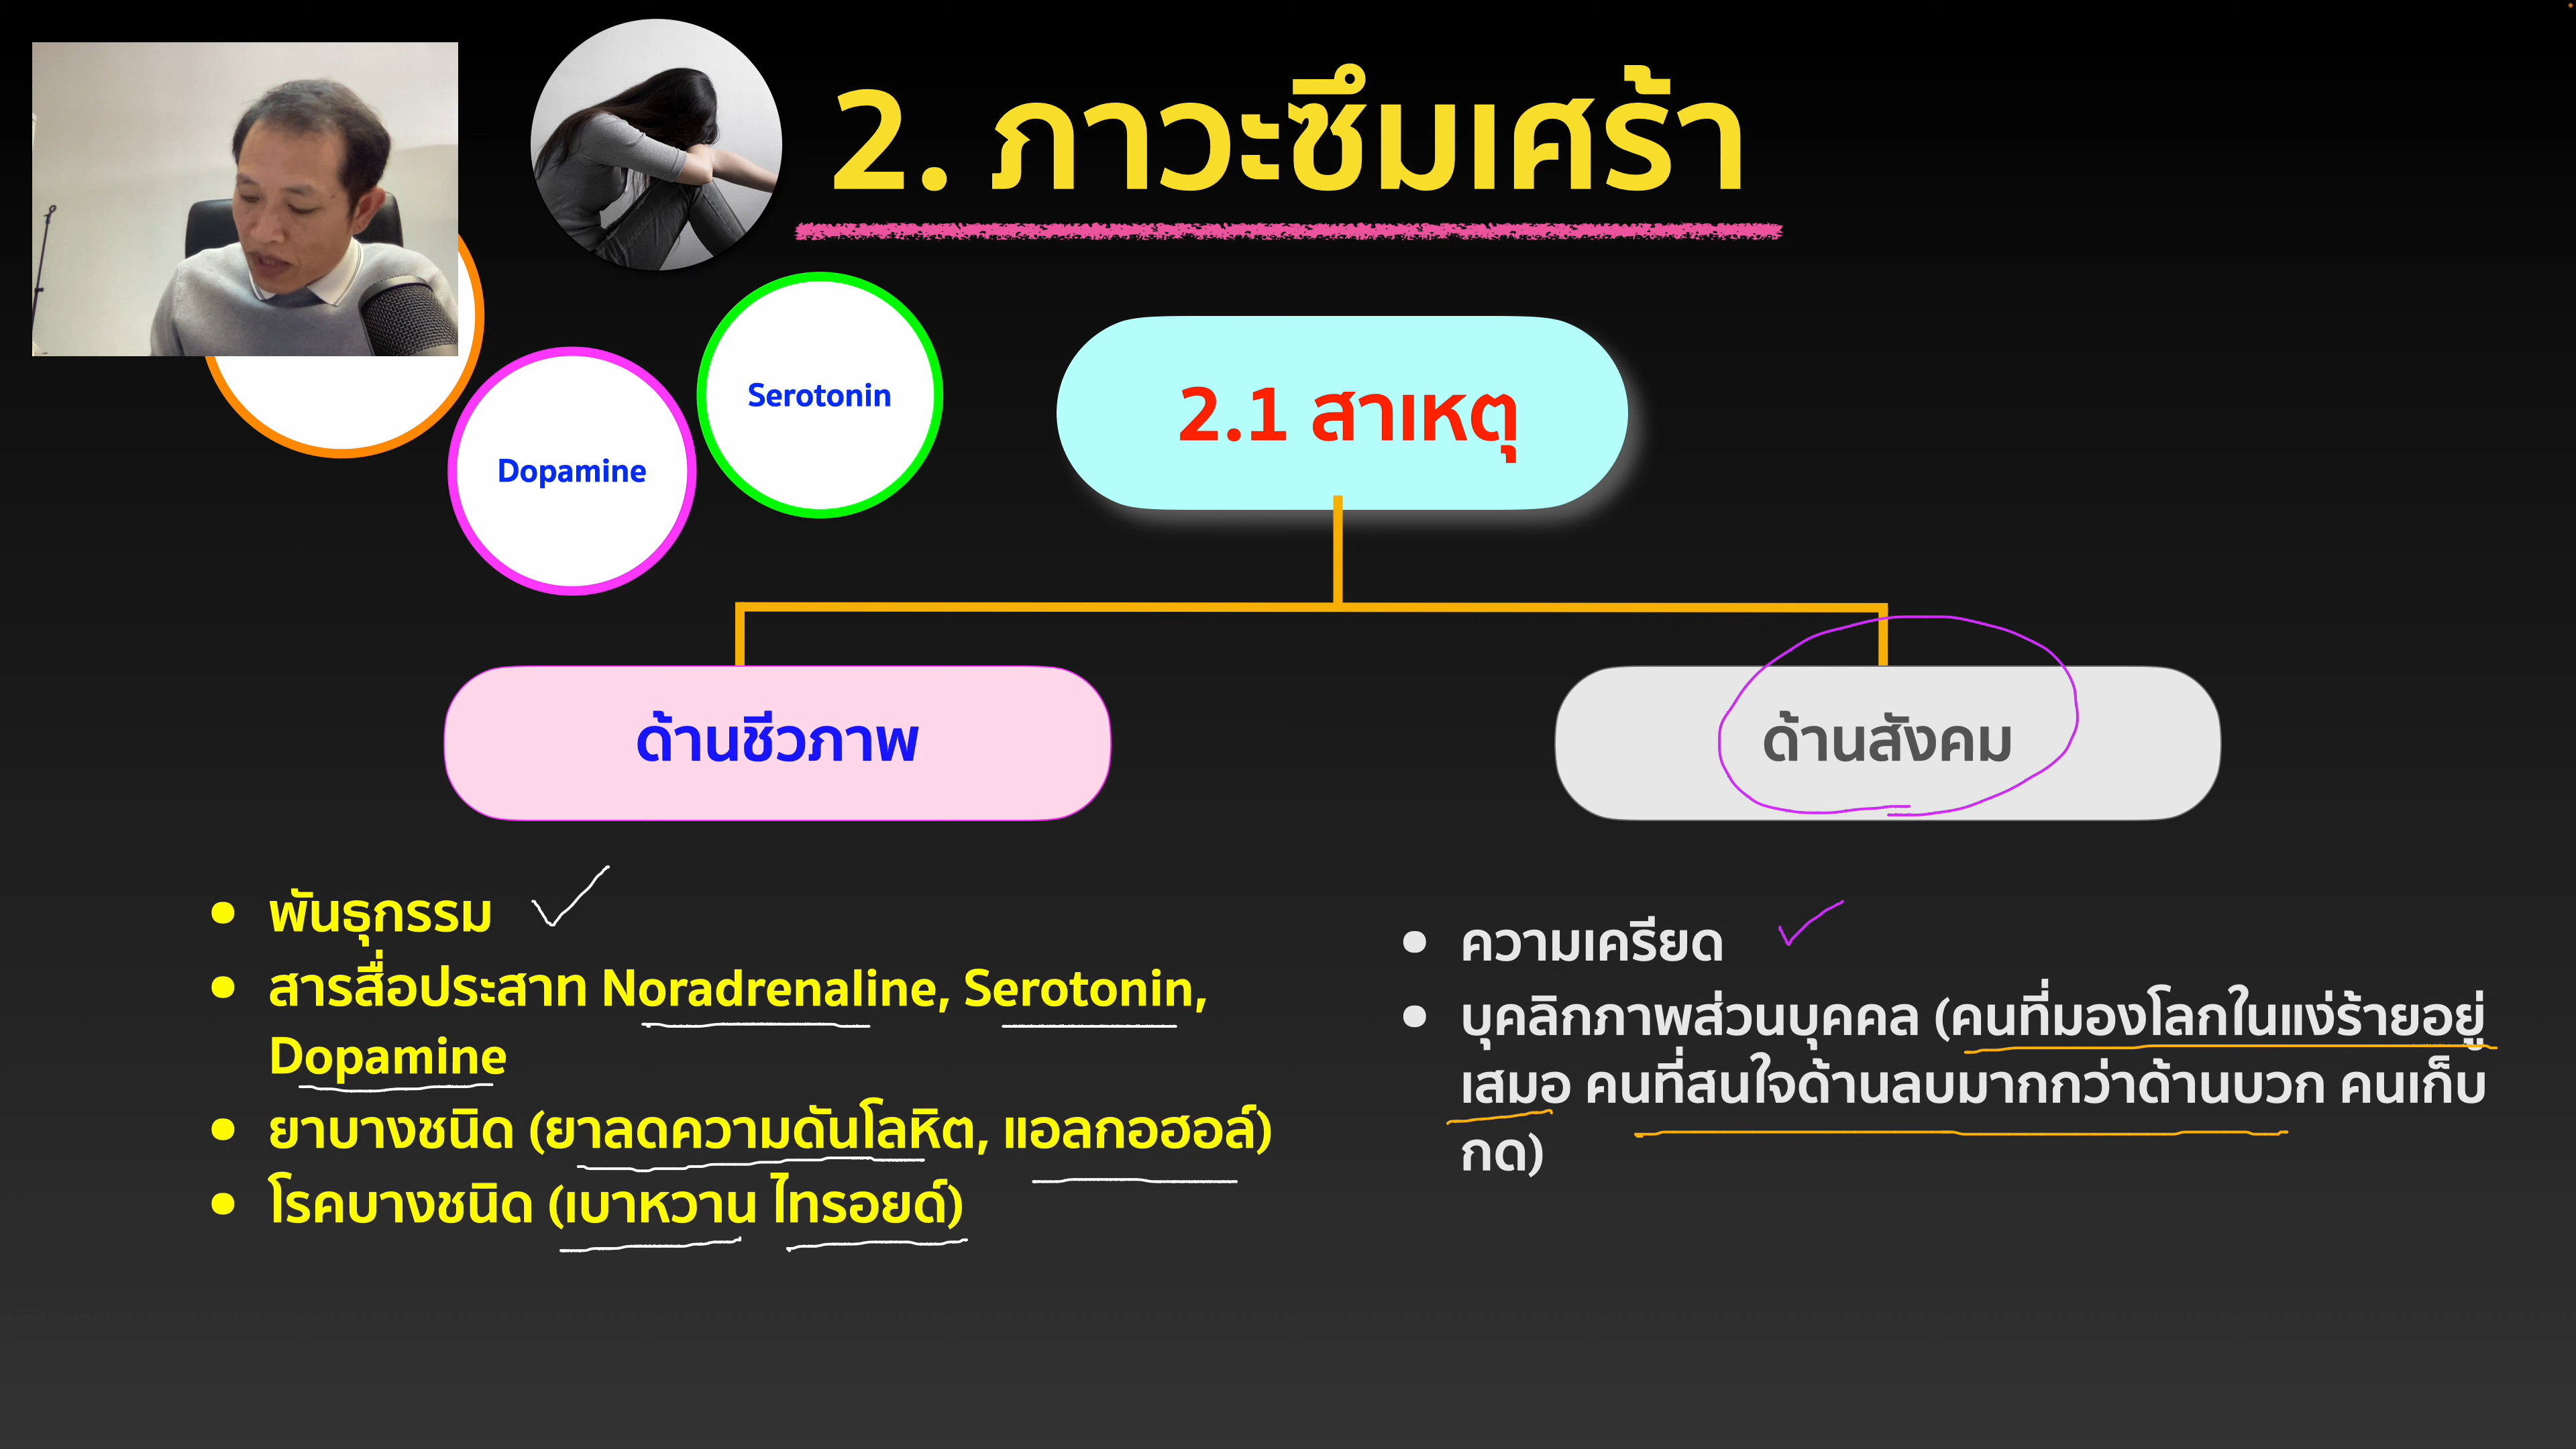 2. ภาวะซึมเศร้า
Serotonin
Dopamine
2.1 สาเหตุ
ด้านชีวภาพ
ด้านสังคม
• พันธุกรรม
• สารสื่อประสาท Noradrenaline, Serotonin,
Dopamine
• ยาบางชนิด (ยาลดความดันโลหิต, แอลกอฮอล์)
• โรคบางชนิด (เบาหวาน ไทรอยด์)
• ความเครียด
• บุคลิกภาพส่วนบุคคล (คนที่มองโลกในแง่ร้ายอยู่
เสมอ คนที่สนใจด้านลบมากกว่าด้านบวก คนเก็บ
กด)